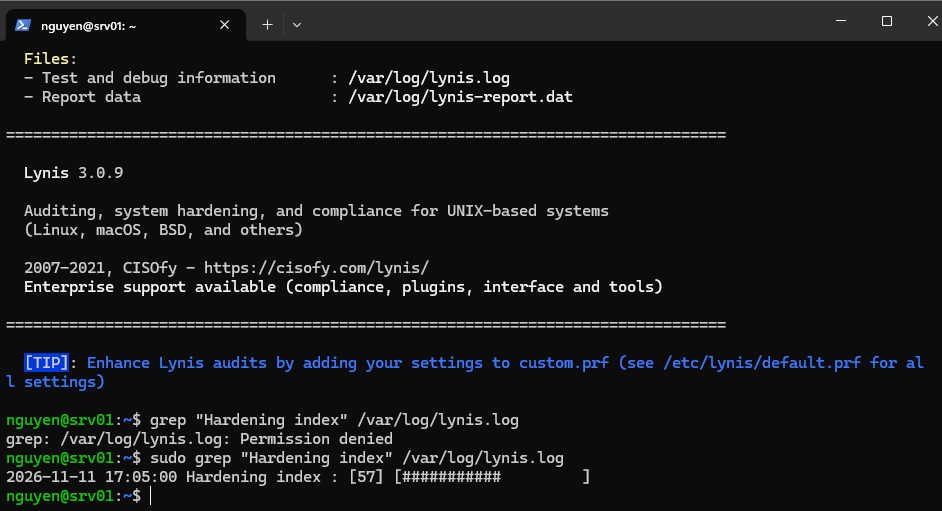 nguyen@srv01: ~
Files:
- Test and debug information      : /var/log/lynis.log
- Report data                     : /var/log/lynis-report.dat
================================================================================
Lynis 3.0.9
Auditing, system hardening, and compliance for UNIX-based systems
(Linux, macOS, BSD, and others)
2007-2021, CISOfy - https://cisofy.com/lynis/
Enterprise support available (compliance, plugins, interface and tools)
================================================================================
[TIP]: Enhance Lynis audits by adding your settings to custom.prf (see /etc/lynis/default.prf for al
l settings)
nguyen@srv01:~$ grep "Hardening index" /var/log/lynis.log
grep: /var/log/lynis.log: Permission denied
nguyen@srv01:~$ sudo grep "Hardening index" /var/log/lynis.log
2026-11-11 17:05:00 Hardening index : [57] [###########         ]
nguyen@srv01:~$